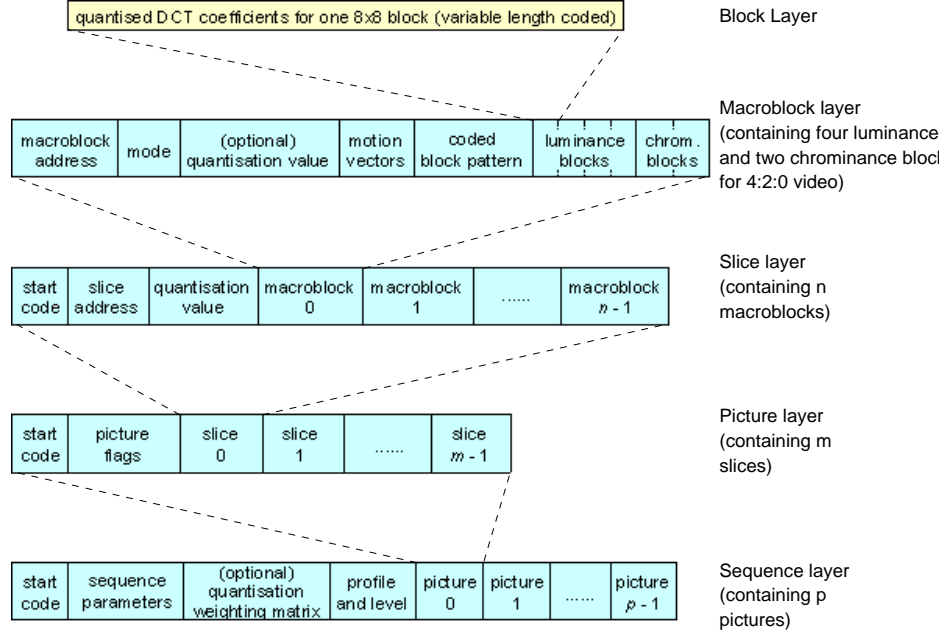 quantised DCT coefficients for one 8x8 block (variable length coded)
Block Layer
macroblock address
mode
(optional) quantisation value
motion vectors
coded block pattern
luminance blocks
chrom. blocks
Macroblock layer
(containing four luminance
and two chrominance block
for 4:2:0 video)
start code
slice address
quantisation value
macroblock 0
macroblock 1
......
macroblock n - 1
Slice layer
(containing n
macroblocks)
start code
picture flags
slice 0
slice 1
......
slice m - 1
Picture layer
(containing m
slices)
start code
sequence parameters
(optional) quantisation weighting matrix
profile and level
picture 0
picture 1
......
picture p - 1
Sequence layer
(containing p
pictures)